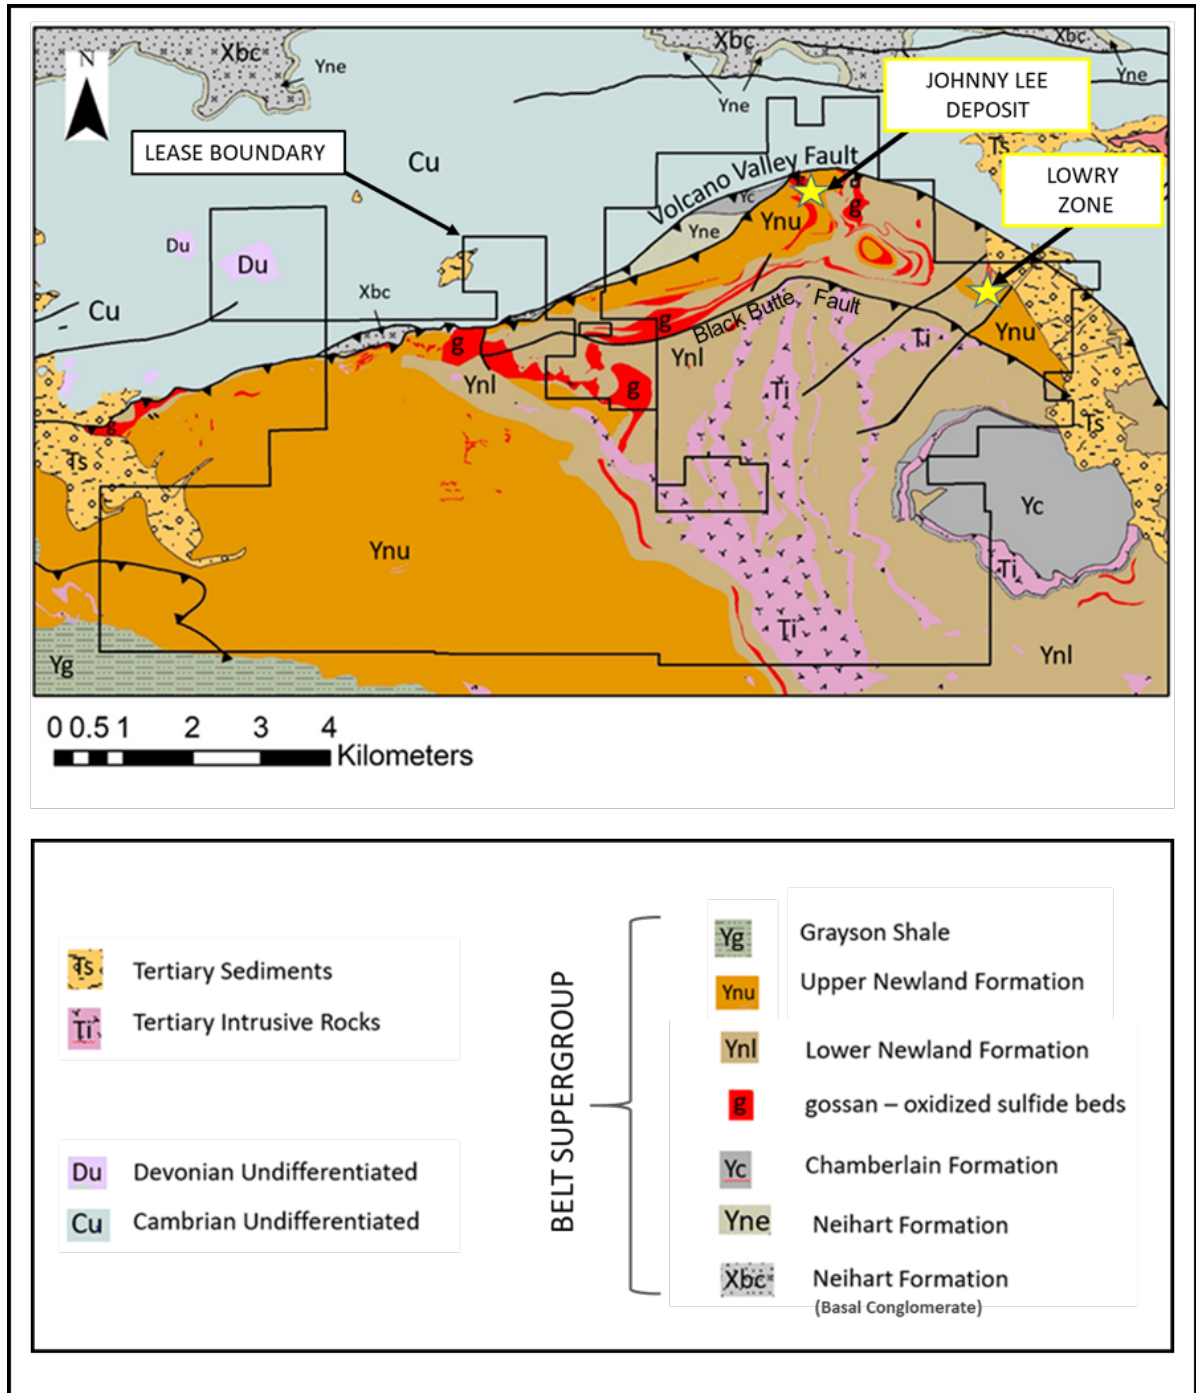 Xbc
Yne
Xbc
Xbc
Yne
Yne
N
JOHNNY LEE
DEPOSIT
LEASE BOUNDARY
Cu
Ts
LOWRY
ZONE
Volcano Valley Fault
Yc
g
g
Yne
Ynu
Du
Du
Xbc
Cu
Black Butte Fault
g
g
Ynl
Ynl
g
Ti
Ynu
Ti
g
Ts
Ts
Yc
Ynu
Ti
Ti
Yg
Ynl
0 0.5 1 2 3 4
Kilometers
Ts Tertiary Sediments
Ti Tertiary Intrusive Rocks
Du Devonian Undifferentiated
Cu Cambrian Undifferentiated
BELT SUPERGROUP
Yg Grayson Shale
Ynu Upper Newland Formation
Ynl Lower Newland Formation
g gossan – oxidized sulfide beds
Yc Chamberlain Formation
Yne Neihart Formation
Xbc Neihart Formation
(Basal Conglomerate)